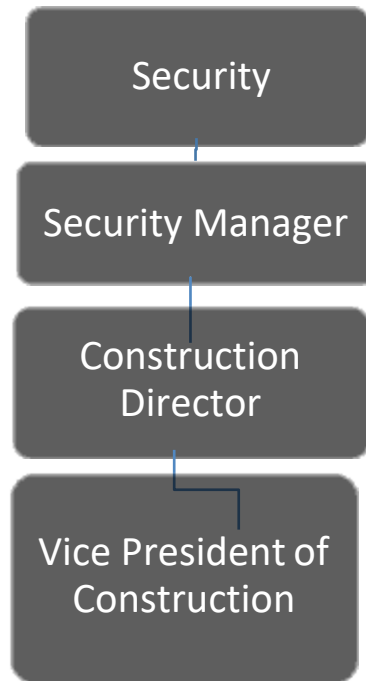 Security
Security Manager
Construction
Director
Vice President of
Construction